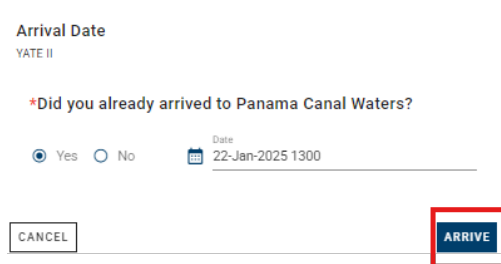 Arrival Date
YATE II
*Did you already arrived to Panama Canal Waters?
Yes No
Date
22-Jan-2025 1300
CANCEL ARRIVE